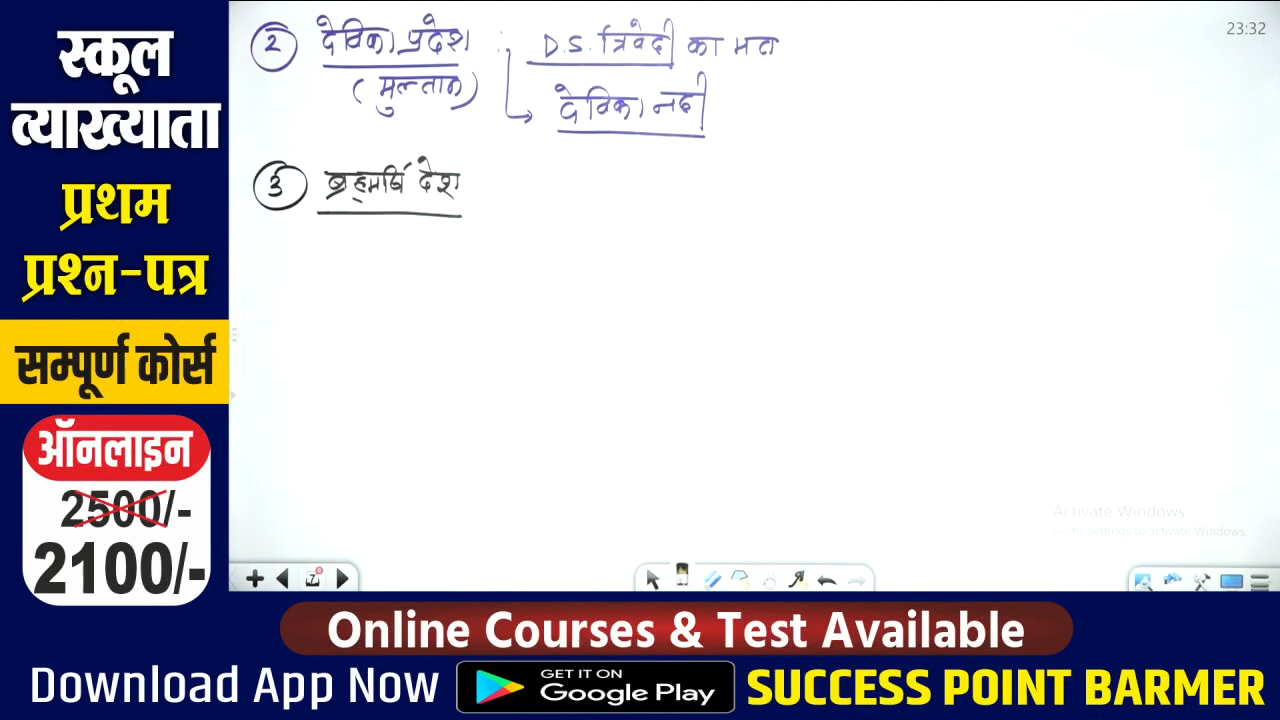 स्कूल
व्याख्याता
प्रथम
प्रश्न-पत्र
सम्पूर्ण कोर्स
ऑनलाइन
2500/-
2100/-
23:32
2 देविका प्रदेश : D.S. त्रिवेदी का मत
(मुल्तान) → देविका नदी
3 ब्रह्मर्षि देश
Activate Windows
Go to Settings to activate Windows.
7
Online Courses & Test Available
Download App Now
GET IT ON
Google Play
SUCCESS POINT BARMER